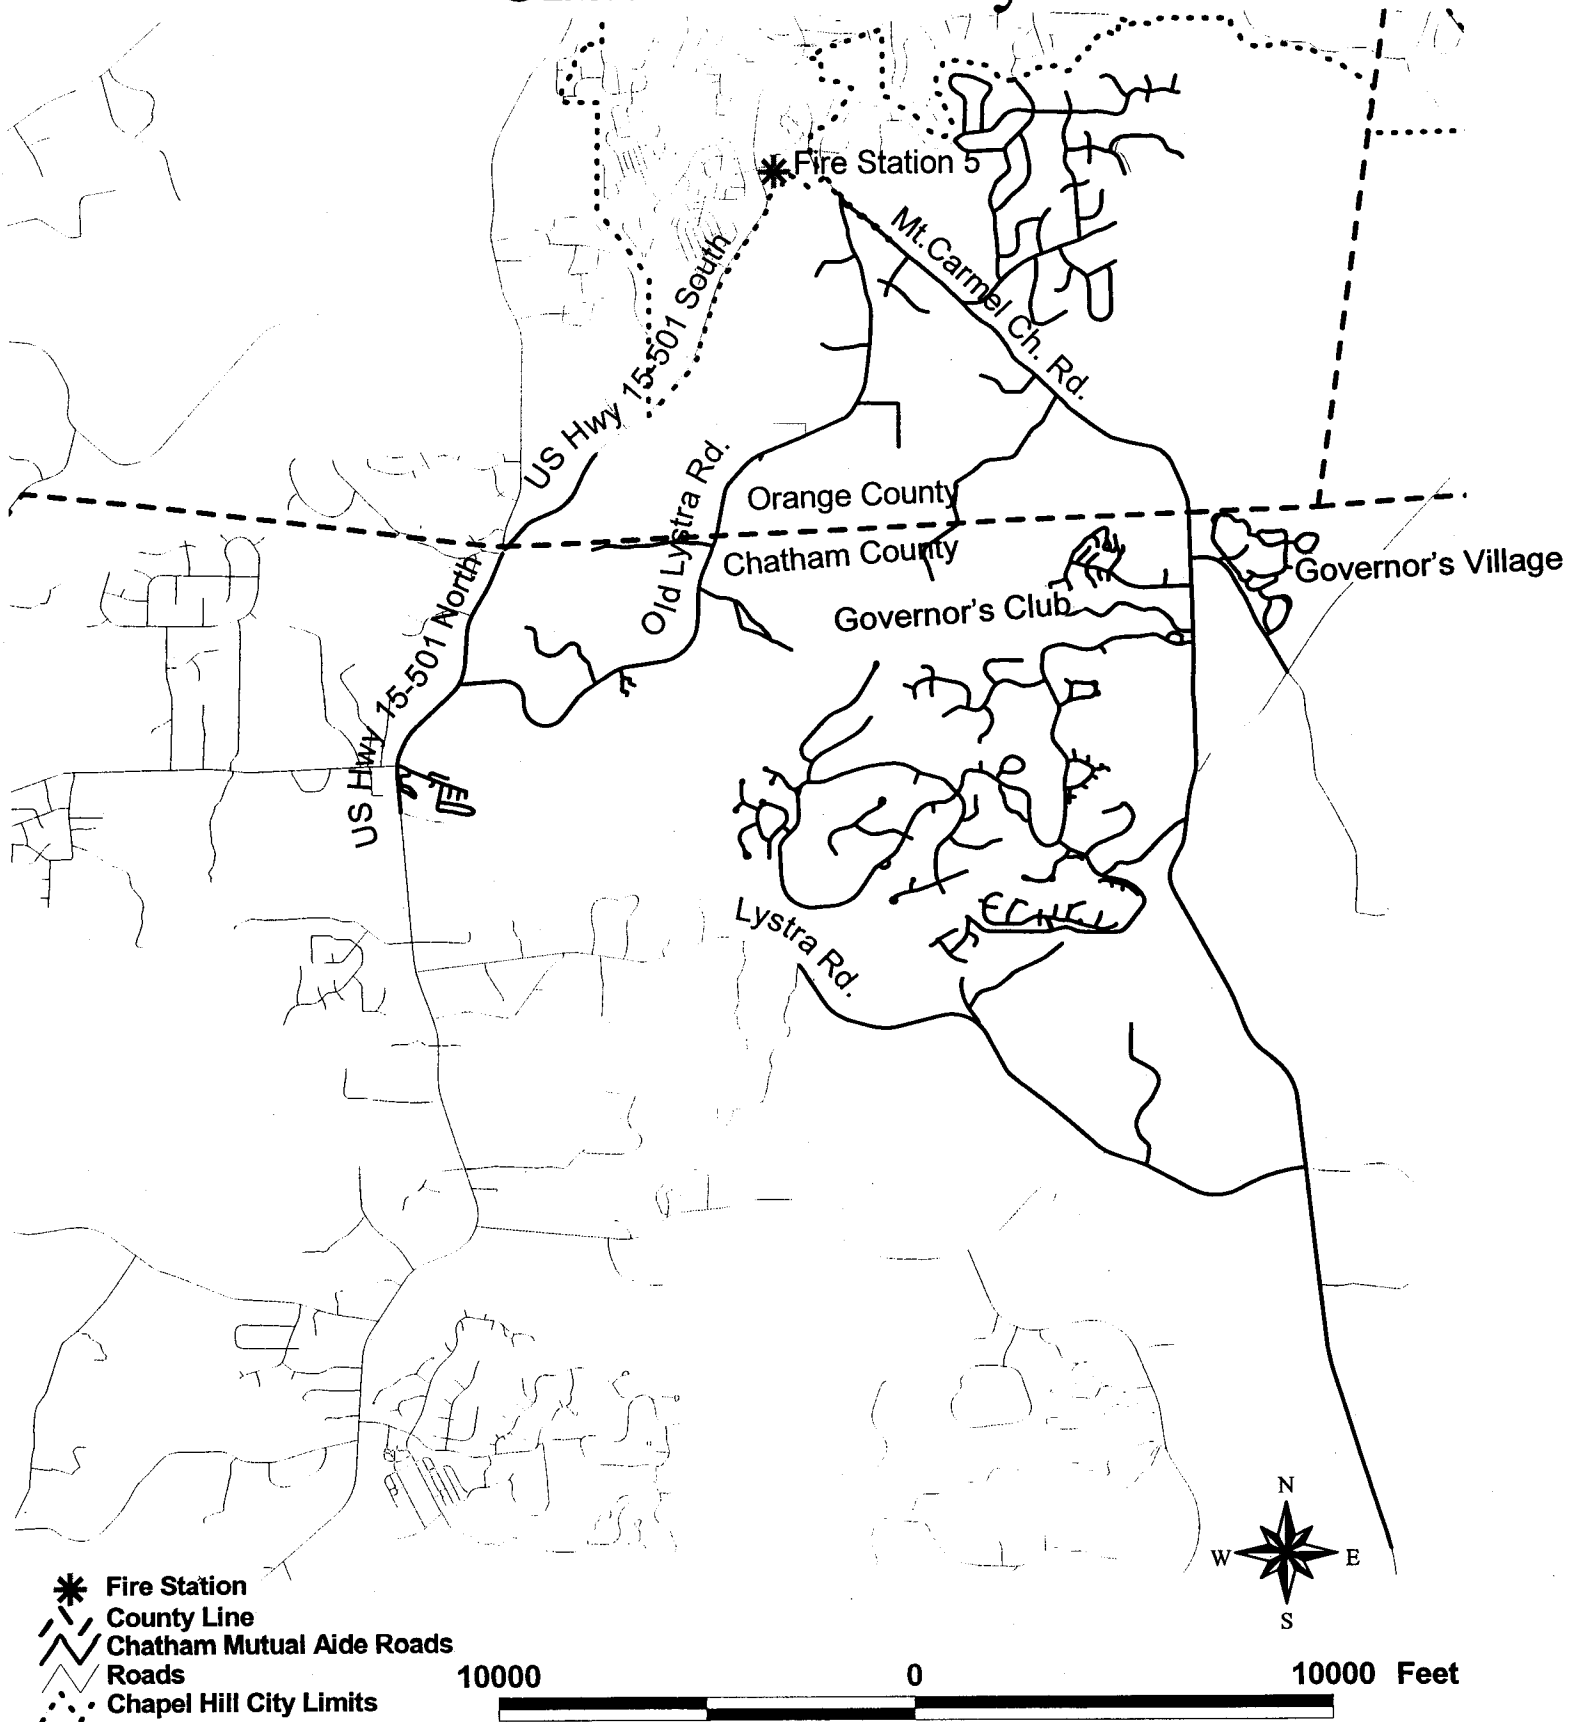 Fire Station 5
Mt. Carmel Ch. Rd.
US Hwy 15-501 South
Old Lystra Rd.
Orange County
Chatham County
Governor's Village
Governor's Club
US Hwy 15-501 North
Lystra Rd.
N
W
E
S
Fire Station
County Line
Chatham Mutual Aide Roads
Roads
Chapel Hill City Limits
10000
0
10000 Feet